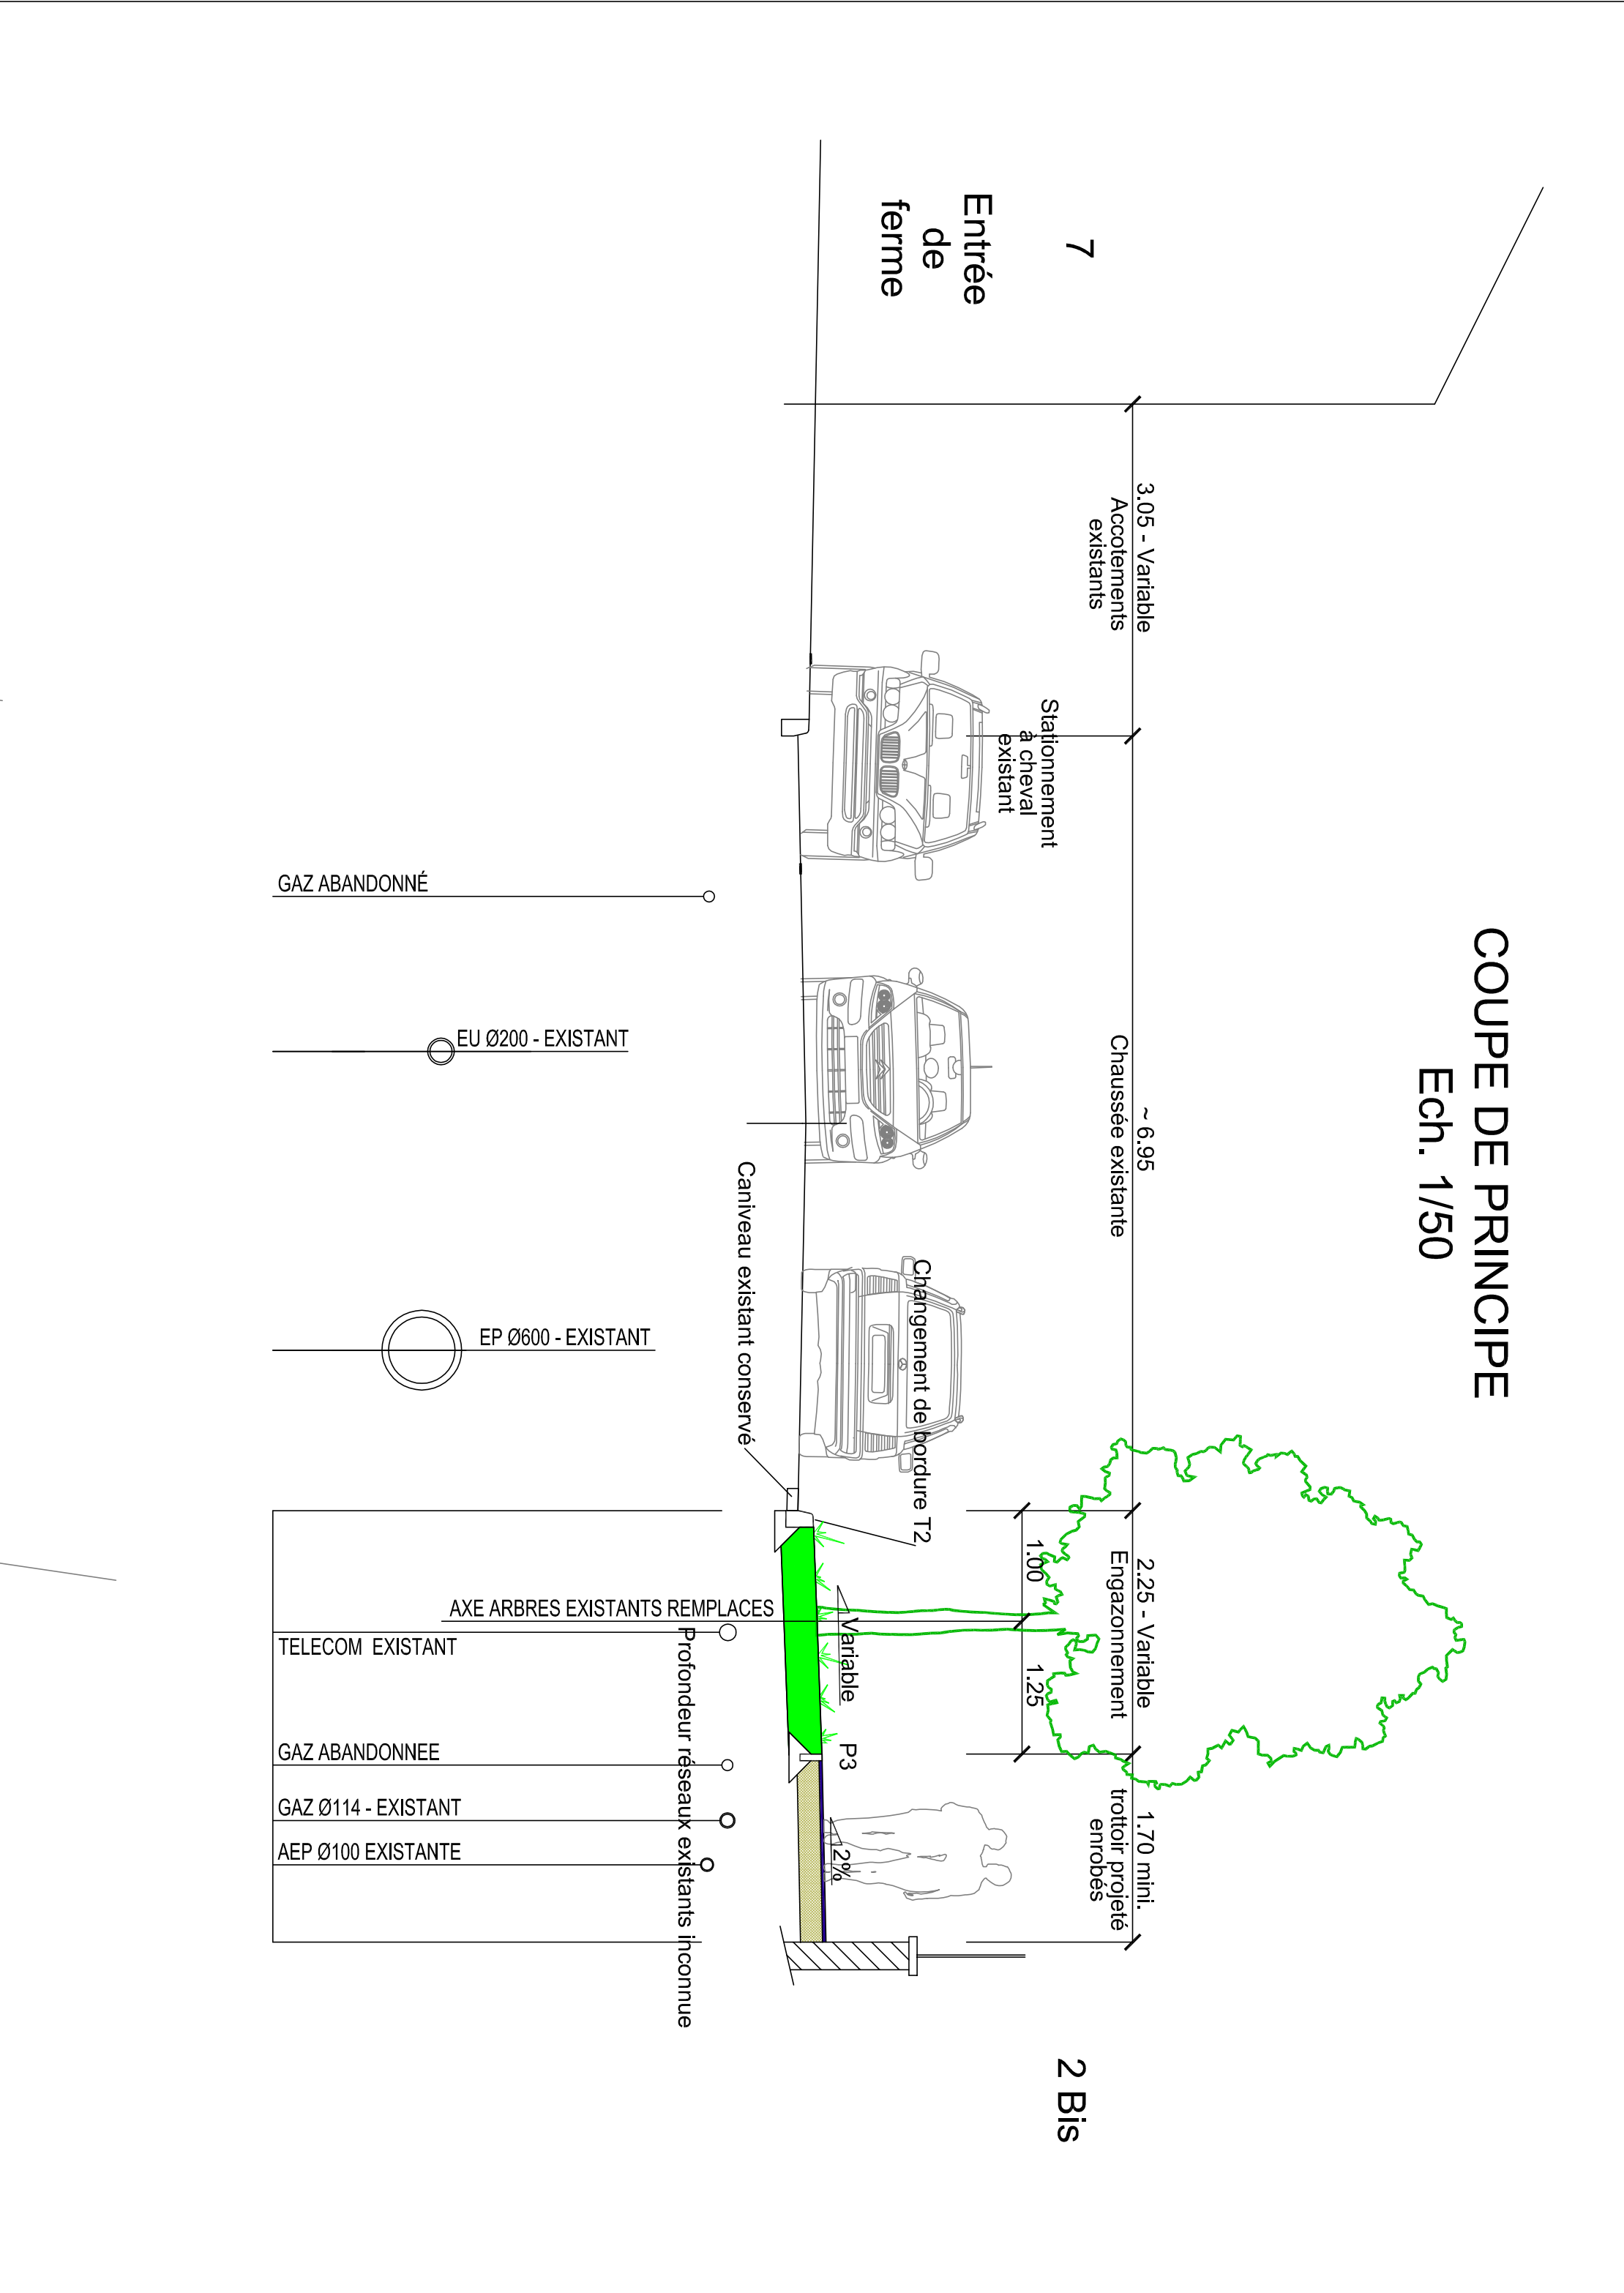 COUPE DE PRINCIPE
Ech. 1/50
7
Entrée
de
ferme
3.05 - Variable
Accotements
existants
~ 6.95
Chaussée existante
2.25 - Variable
Engazonnement
1.70 mini.
trottoir projeté
enrobés
1.00
1.25
2 Bis
Stationnement
à cheval
existant
Changement de bordure T2
Variable
P3
2%
Caniveau existant conservé
Profondeur réseaux existants inconnue
GAZ ABANDONNÉ
EU Ø200 - EXISTANT
EP Ø600 - EXISTANT
AXE ARBRES EXISTANTS REMPLACES
TELECOM EXISTANT
GAZ ABANDONNEE
GAZ Ø114 - EXISTANT
AEP Ø100 EXISTANTE